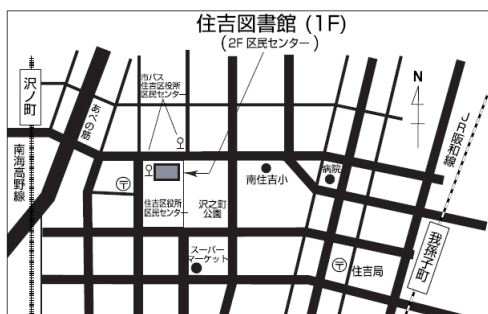 住吉図書館 (1F)
(2F 区民センター)
沢ノ町
市バス
住吉区役所
区民センター
あべの筋
N
JR阪和線
南海高野線
病院
南住吉小
住吉区役所
区民センター
沢之町
公園
我孫子町
スーパー
マーケット
住吉局